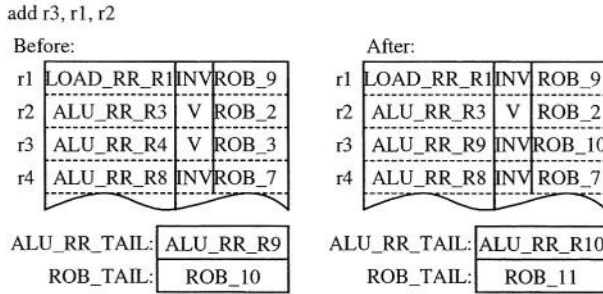 add r3, r1, r2
Before: After:
r1 LOAD_RR_R1 INV ROB_9 r1 LOAD_RR_R1 INV ROB_9
r2 ALU_RR_R3 V ROB_2 r2 ALU_RR_R3 V ROB_2
r3 ALU_RR_R4 V ROB_3 r3 ALU_RR_R9 INV ROB_10
r4 ALU_RR_R8 INV ROB_7 r4 ALU_RR_R8 INV ROB_7
ALU_RR_TAIL: ALU_RR_R9 ALU_RR_TAIL: ALU_RR_R10
ROB_TAIL: ROB_10 ROB_TAIL: ROB_11